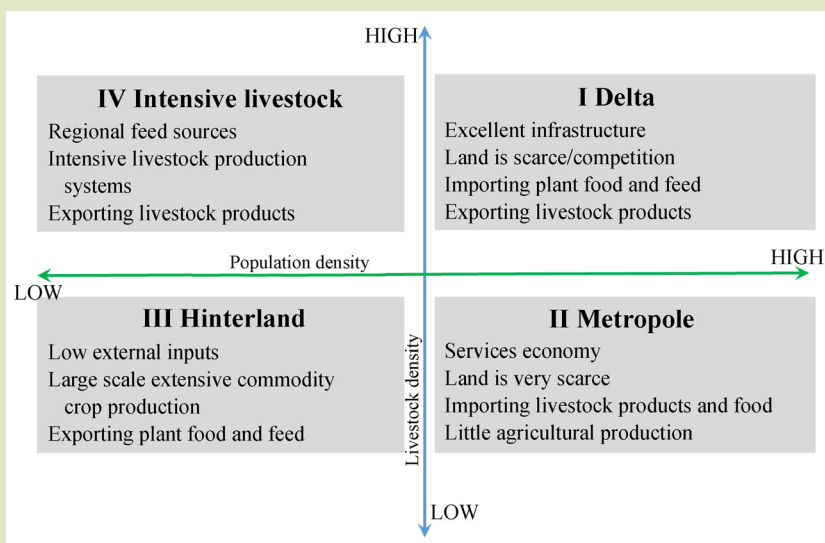 HIGH
IV Intensive livestock
Regional feed sources
Intensive livestock production
systems
Exporting livestock products
I Delta
Excellent infrastructure
Land is scarce/competition
Importing plant food and feed
Exporting livestock products
Population density
HIGH
LOW
III Hinterland
Low external inputs
Large scale extensive commodity
crop production
Exporting plant food and feed
Livestock density
II Metropole
Services economy
Land is very scarce
Importing livestock products and food
Little agricultural production
LOW